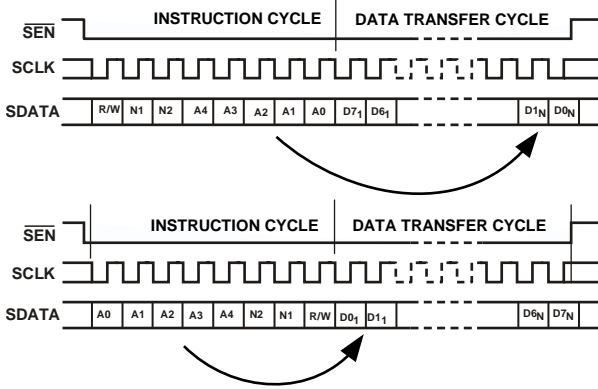 INSTRUCTION CYCLE DATA TRANSFER CYCLE
SEN
SCLK
SDATA R/W N1 N2 A4 A3 A2 A1 A0 D7₁ D6₁ D1N D0N
INSTRUCTION CYCLE DATA TRANSFER CYCLE
SEN
SCLK
SDATA A0 A1 A2 A3 A4 N2 N1 R/W D0₁ D1₁ D6N D7N